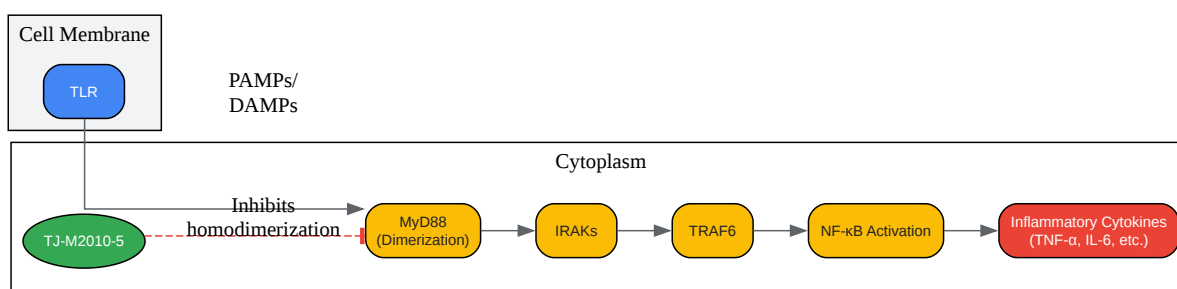 Cell Membrane
TLR
PAMPs/
DAMPs
Cytoplasm
Inhibits
homodimerization
TJ-M2010-5
MyD88
(Dimerization)
IRAKs
TRAF6
NF-κB Activation
Inflammatory Cytokines
(TNF-α, IL-6, etc.)